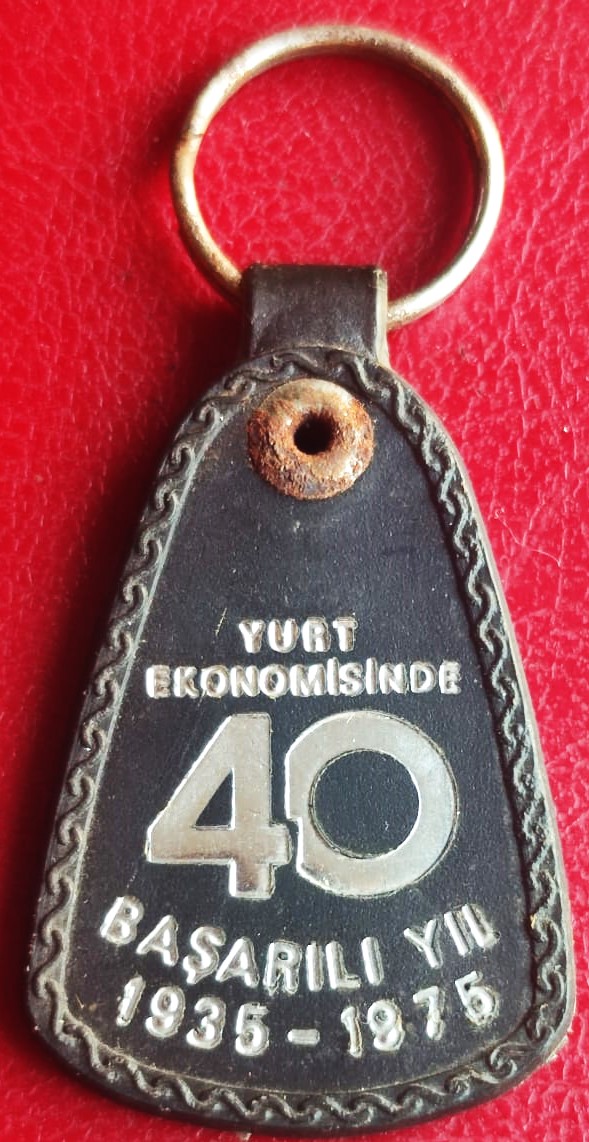 YURT
EKONOMİSİNDE
40
BAŞARILI YIL
1935-1975